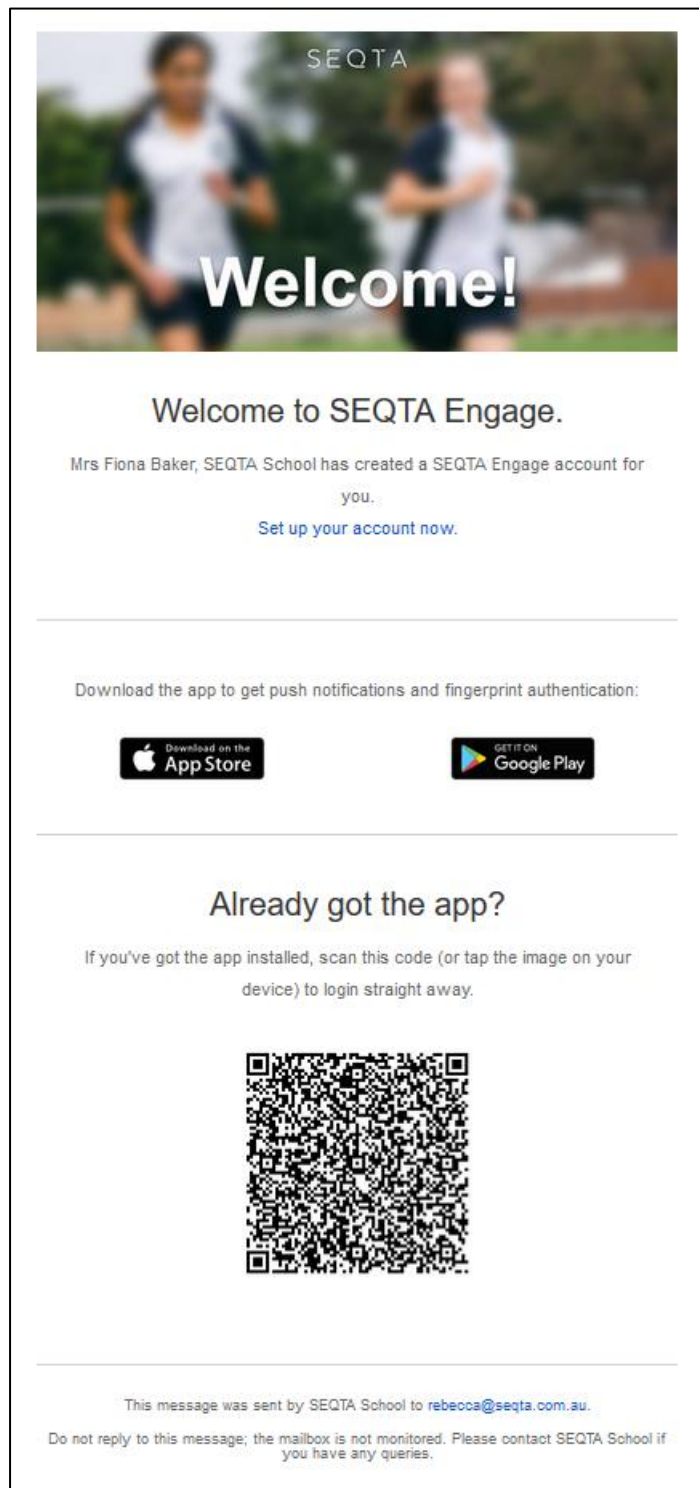 SEQTA
Welcome!
Welcome to SEQTA Engage.
Mrs Fiona Baker, SEQTA School has created a SEQTA Engage account for
you.
Set up your account now.
Download the app to get push notifications and fingerprint authentication:
Download on the
App Store
GET IT ON
Google Play
Already got the app?
If you've got the app installed, scan this code (or tap the image on your
device) to login straight away.
This message was sent by SEQTA School to rebecca@seqta.com.au.
Do not reply to this message; the mailbox is not monitored. Please contact SEQTA School if
you have any queries.